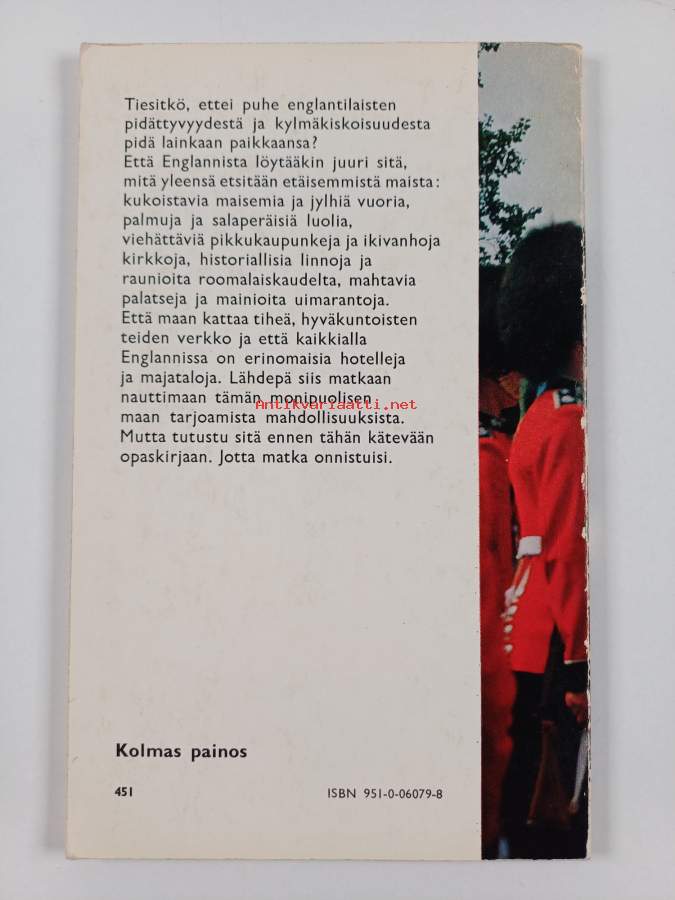 Tiesitkö, ettei puhe englantilaisten
pidättyvyydestä ja kylmäkiskoisuudesta
pidä lainkaan paikkaansa?
Että Englannista löytääkin juuri sitä,
mitä yleensä etsitään etäisemmistä maista:
kukoistavia maisemia ja jylhiä vuoria,
palmuja ja salaperäisiä luolia,
viehättäviä pikkukaupunkeja ja ikivanhoja
kirkkoja, historiallisia linnoja ja
raunioita roomalaiskaudelta, mahtavia
palatseja ja mainioita uimarantoja.
Että maan kattaa tiheä, hyväkuntoisten
teiden verkko ja että kaikkialla
Englannissa on erinomaisia hotelleja
ja majataloja. Lähdepä siis matkaan
nauttimaan tämän monipuolisen
Antikvariaatti.net
maan tarjoamista mahdollisuuksista.
Mutta tutustu sitä ennen tähän kätevään
opaskirjaan. Jotta matka onnistuisi.
Kolmas painos
451
ISBN 951-0-06079-8